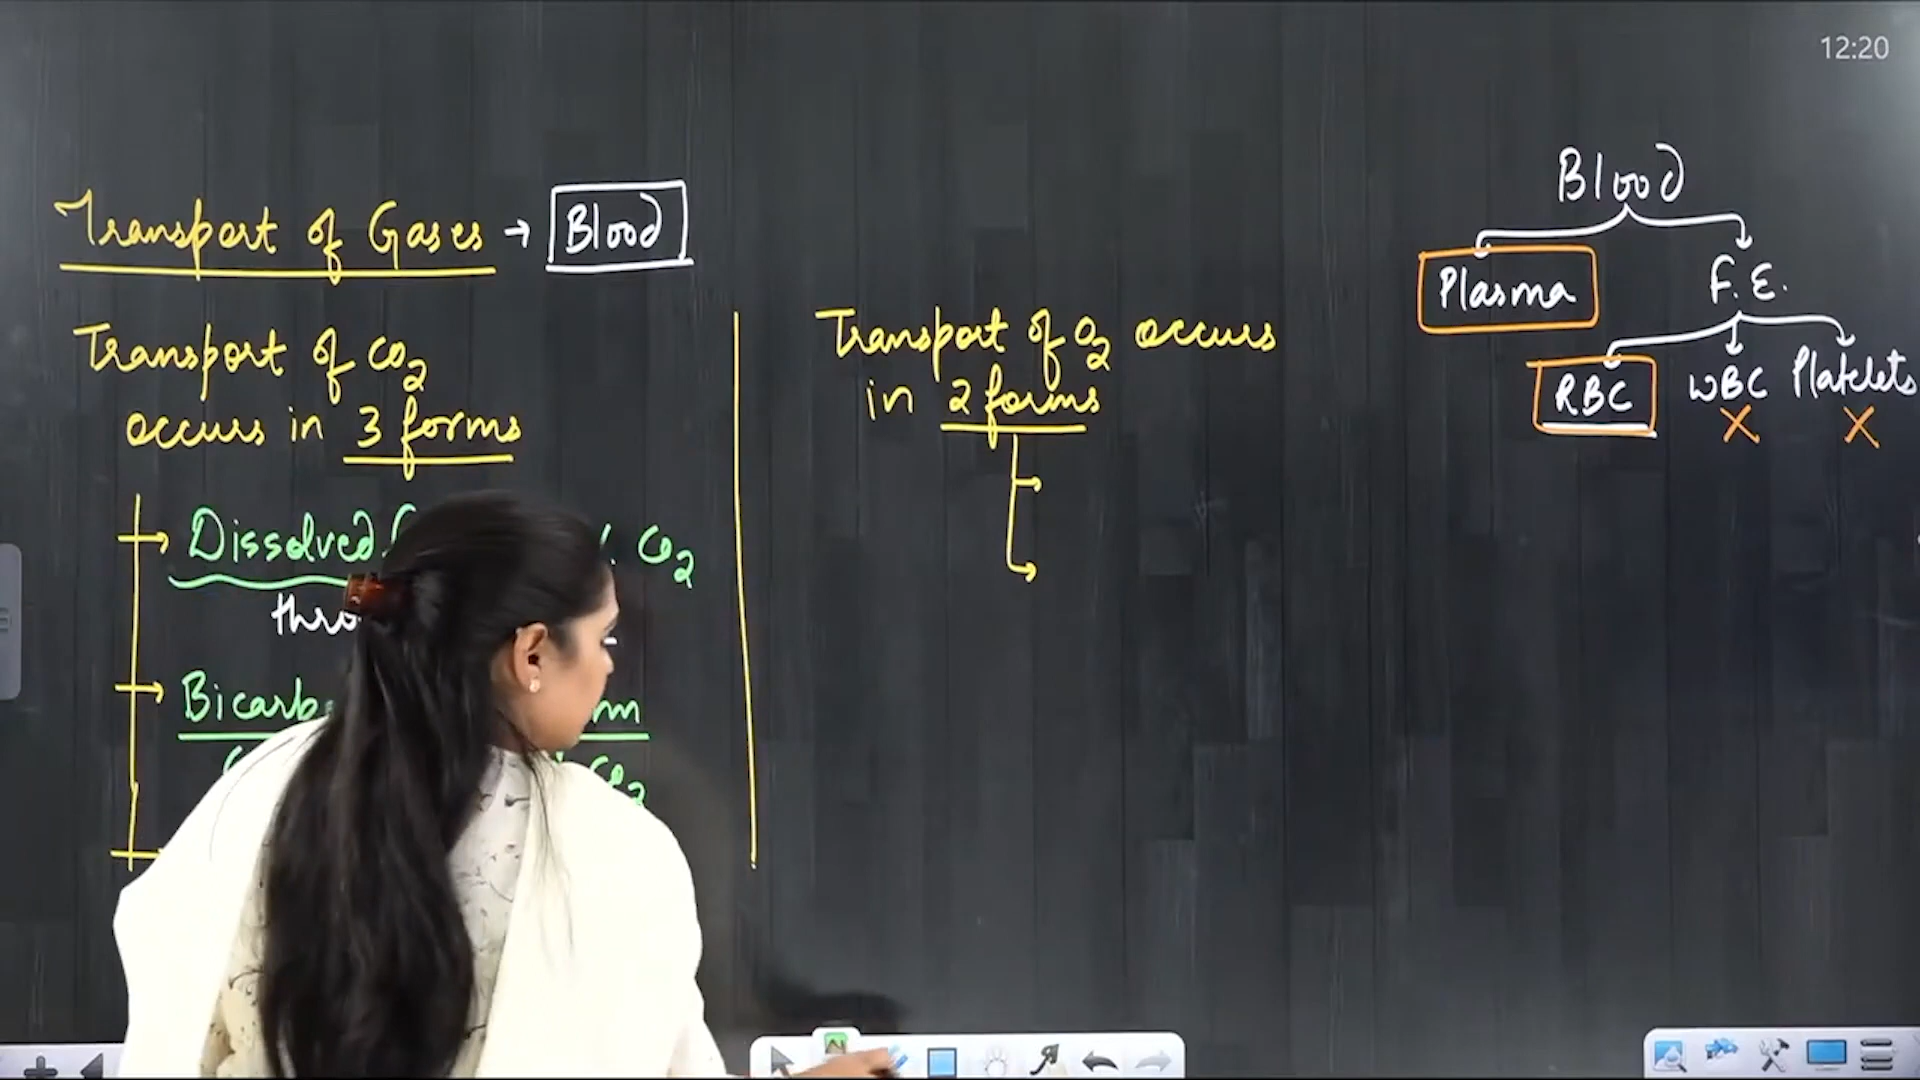 12:20
Transport of Gases → Blood
Transport of CO2
occurs in 3 forms
Dissolved
CO2
Bicarb
Transport of O2 occurs
in 2 forms
Blood
Plasma F.E.
RBC WBC Platelets
X X